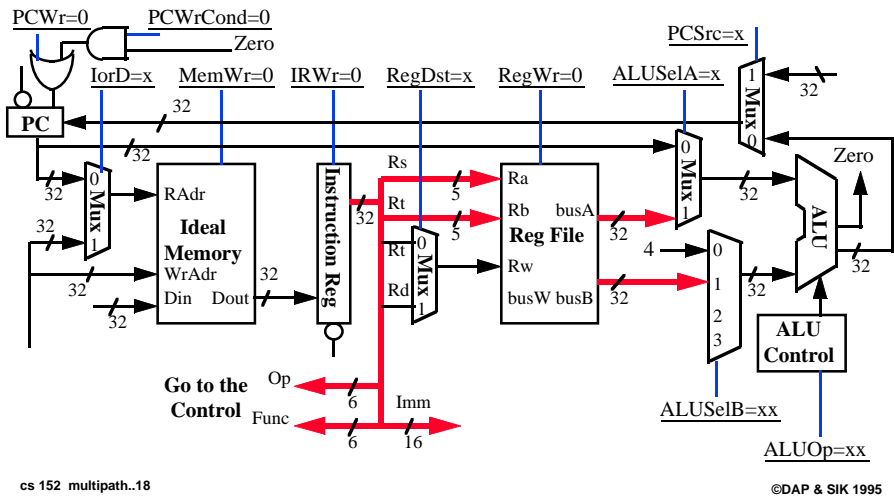 PCWr=0
PCWrCond=0
Zero
PCSrc=x
IorD=x
MemWr=0
IRWr=0
RegDst=x
RegWr=0
ALUSelA=x
1
Mux
0
32
32
PC
32
32
Zero
0
Mux
1
32
32
RAdr
Ideal
Memory
WrAdr
Din
Dout
32
32
32
Instruction Reg
32
Rs
Rt
5
5
Rt
0
Mux
Rd
1
Ra
Rb
busA
Reg File
Rw
busW
busB
32
32
0
Mux
1
32
4
0
1
2
3
32
ALU
32
ALU
Control
Go to the
Control
Op
6
Func
6
Imm
16
ALUSelB=xx
ALUOp=xx
cs 152 multipath..18
©DAP & SIK 1995